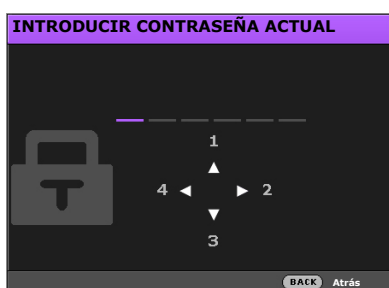 INTRODUCIR CONTRASEÑA ACTUAL
1
4 ◀ ▶ 2
3
BACK Atrás